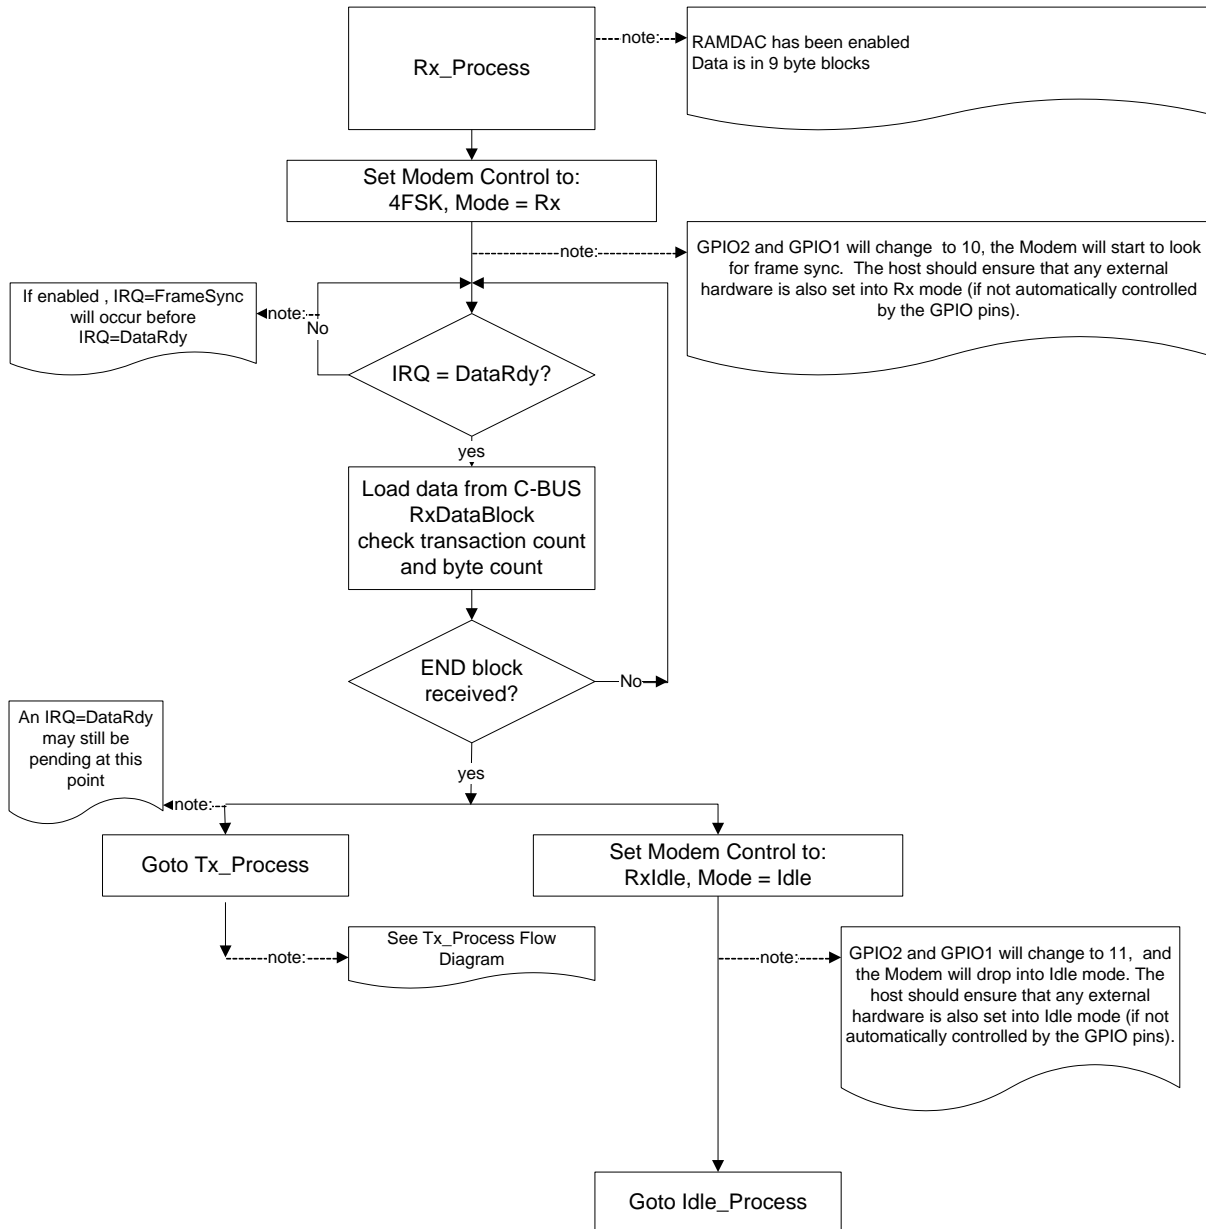 Rx_Process
note:
RAMDAC has been enabled
Data is in 9 byte blocks
Set Modem Control to:
4FSK, Mode = Rx
note:
GPIO2 and GPIO1 will change to 10, the Modem will start to look
for frame sync. The host should ensure that any external
hardware is also set into Rx mode (if not automatically controlled
by the GPIO pins).
If enabled , IRQ=FrameSync
will occur before
IRQ=DataRdy
note:
No
IRQ = DataRdy?
yes
Load data from C-BUS
RxDataBlock
check transaction count
and byte count
END block
received?
No
An IRQ=DataRdy
may still be
pending at this
point
yes
note:
Goto Tx_Process
Set Modem Control to:
RxIdle, Mode = Idle
note:
See Tx_Process Flow
Diagram
note:
GPIO2 and GPIO1 will change to 11, and
the Modem will drop into Idle mode. The
host should ensure that any external
hardware is also set into Idle mode (if not
automatically controlled by the GPIO pins).
Goto Idle_Process